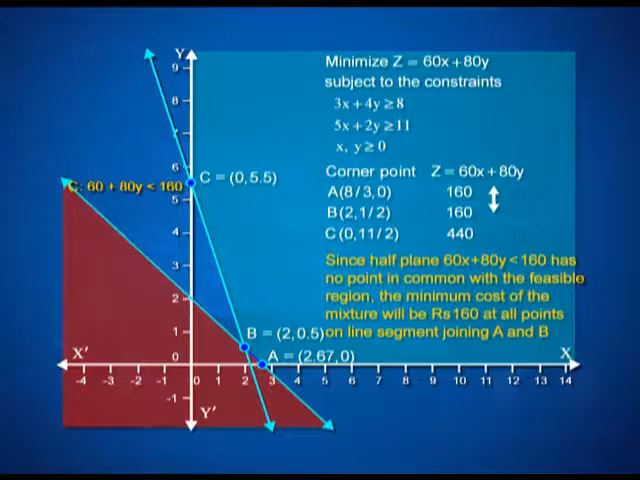 Minimize Z = 60x+80y
subject to the constraints
3x+4y≥8
5x+2y≥11
x, y≥0
Corner point Z=60x+80y
A(8/3,0) 160
B(2,1/2) 160
C(0,11/2) 440
Since half plane 60x+80y<160 has
no point in common with the feasible
region, the minimum cost of the
mixture will be Rs160 at all points
on line segment joining A and B
Y
9
8
7
6
5
4
3
2
1
0
-1
C = (0,5.5)
C: 60 + 80y < 160
B = (2,0.5)
A = (2.67,0)
X′
X
-4 -3 -2 -1 0 1 2 3 4 5 6 7 8 9 10 11 12 13 14
Y′